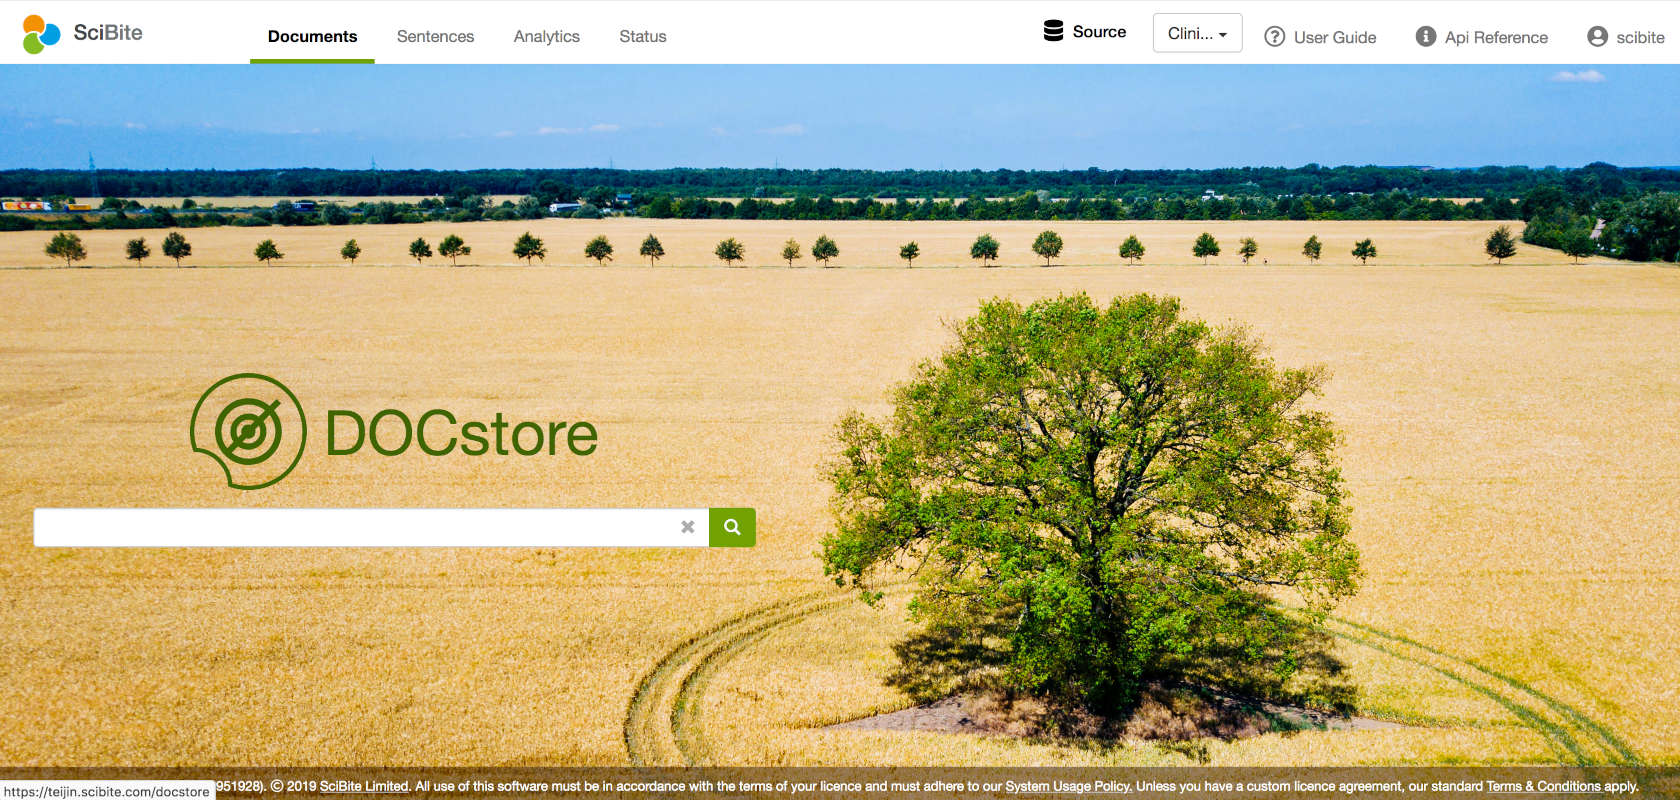 SciBite
Documents
Sentences
Analytics
Status
Source
Clini...
User Guide
Api Reference
scibite
DOCstore
https://teijin.scibite.com/docstore
951928). © 2019 SciBite Limited. All use of this software must be in accordance with the terms of your licence and must adhere to our System Usage Policy. Unless you have a custom licence agreement, our standard Terms & Conditions apply.